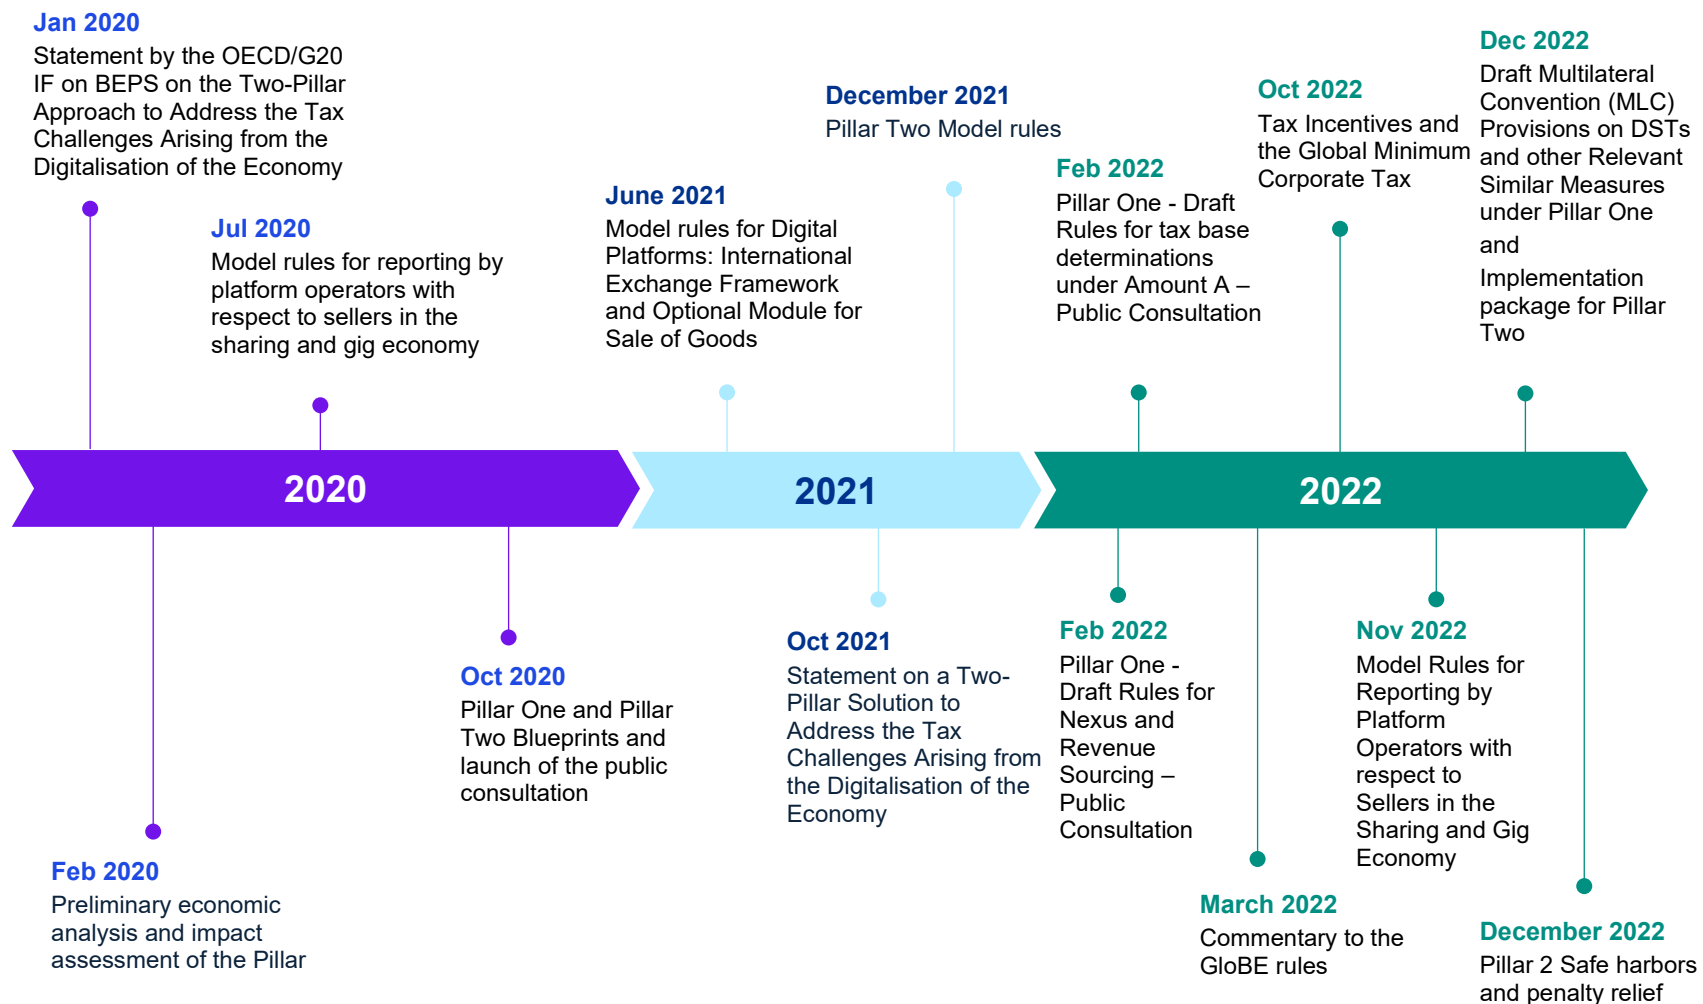 Jan 2020
Statement by the OECD/G20
IF on BEPS on the Two-Pillar
Approach to Address the Tax
Challenges Arising from the
Digitalisation of the Economy
Jul 2020
Model rules for reporting by
platform operators with
respect to sellers in the
sharing and gig economy
June 2021
Model rules for Digital
Platforms: International
Exchange Framework
and Optional Module for
Sale of Goods
December 2021
Pillar Two Model rules
Feb 2022
Pillar One - Draft
Rules for tax base
determinations
under Amount A –
Public Consultation
Oct 2022
Tax Incentives and
the Global Minimum
Corporate Tax
Dec 2022
Draft Multilateral
Convention (MLC)
Provisions on DSTs
and other Relevant
Similar Measures
under Pillar One
and
Implementation
package for Pillar
Two
2020
2021
2022
Feb 2020
Preliminary economic
analysis and impact
assessment of the Pillar
Oct 2020
Pillar One and Pillar
Two Blueprints and
launch of the public
consultation
Oct 2021
Statement on a Two-
Pillar Solution to
Address the Tax
Challenges Arising from
the Digitalisation of the
Economy
Feb 2022
Pillar One -
Draft Rules for
Nexus and
Revenue
Sourcing –
Public
Consultation
March 2022
Commentary to the
GloBE rules
Nov 2022
Model Rules for
Reporting by
Platform
Operators with
respect to
Sellers in the
Sharing and Gig
Economy
December 2022
Pillar 2 Safe harbors
and penalty relief